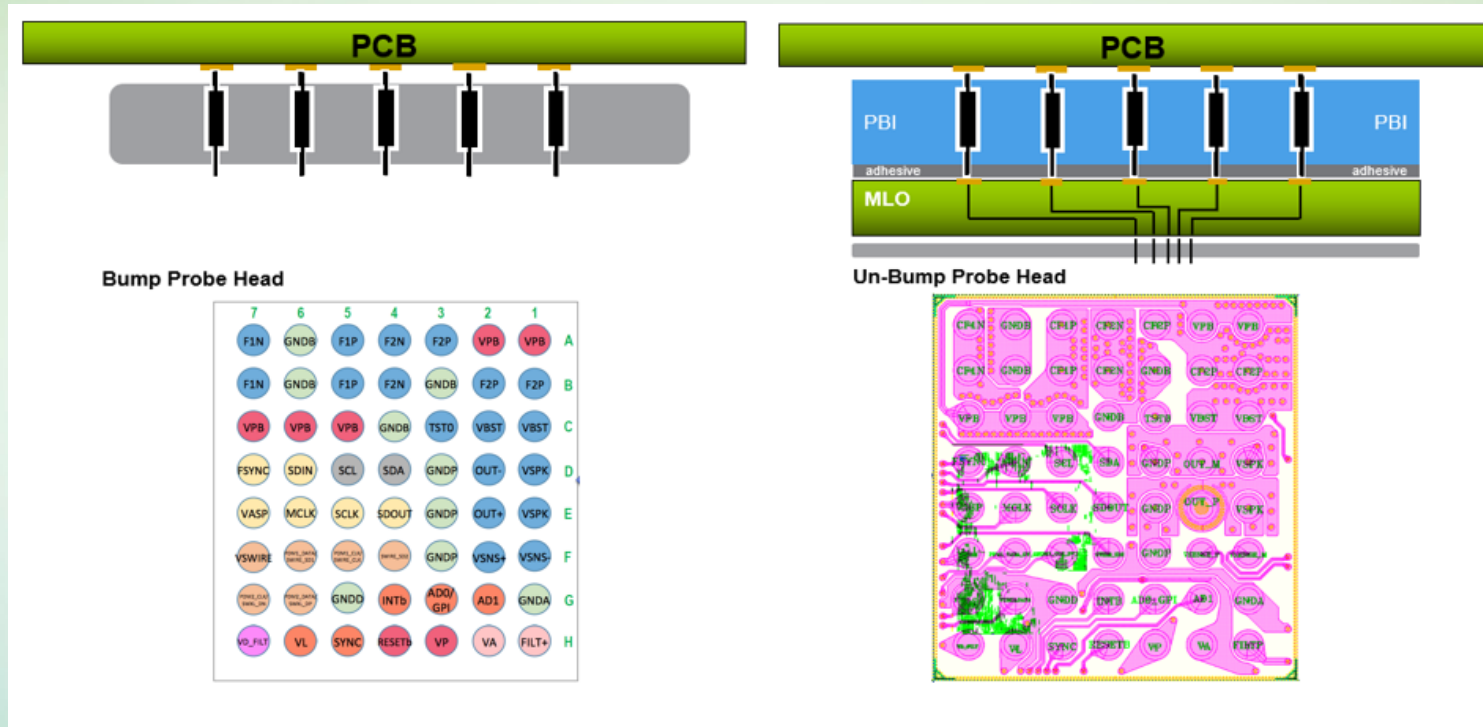 PCB
PCB
PBI PBI
adhesive adhesive
MLO
Bump Probe Head
Un-Bump Probe Head
7 6 5 4 3 2 1
F1N GNDB F1P F2N F2P VPB VPB A
F1N GNDB F1P F2N GNDB F2P F2P B
VPB VPB VPB GNDB TST0 VBST VBST C
FSYNC SDIN SCL SDA GNDP OUT- VSPK D
VASP MCLK SCLK SDOUT GNDP OUT+ VSPK E
VSWIRE GNDP VSNS+ VSNS- F
GNDD INTb AD0/ GPI AD1 GNDA G
VD_FILT VL SYNC RESETb VP VA FILT+ H
CF1N GNDB CF1P CF2N CF2P VPB VPB
CF1N GNDB CF1P CF2N GNDB CF2P CF2P
VPB VPB VPB GNDB TSTB VBST VBST
SCL SDA GNDP OUT_M VSPK
MCLK SCLK SDOUT GNDP OUT_P VSPK
GNDP
GNDD INTB AD0_GPI AD1 GNDA
VL SYNC RESETB VP VA FILTP